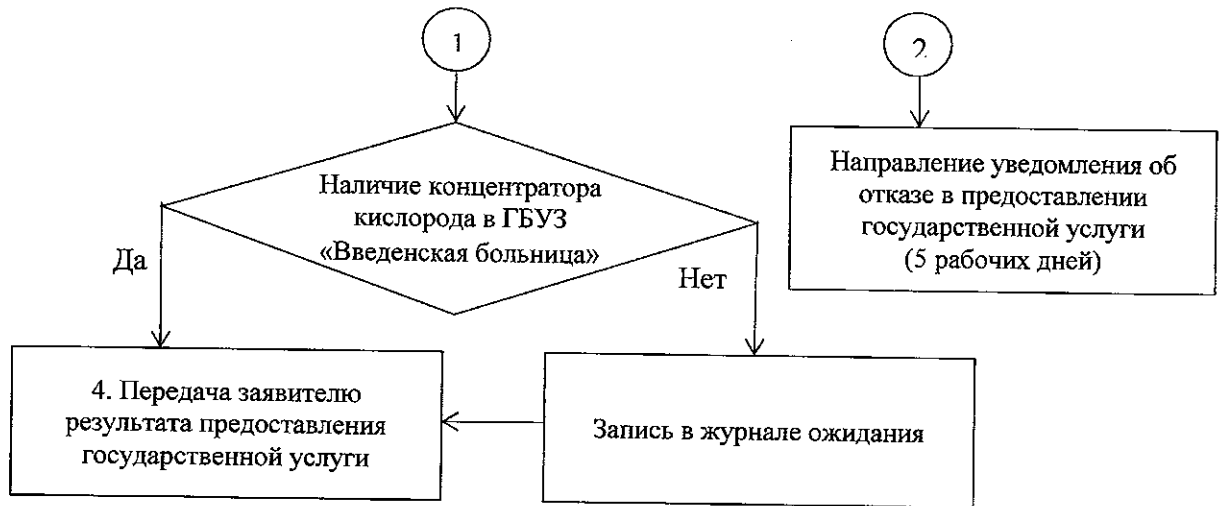 1
2
Наличие концентратора
кислорода в ГБУЗ
«Введенская больница»
Направление уведомления об
отказе в предоставлении
государственной услуги
(5 рабочих дней)
Да
Нет
4. Передача заявителю
результата предоставления
государственной услуги
Запись в журнале ожидания